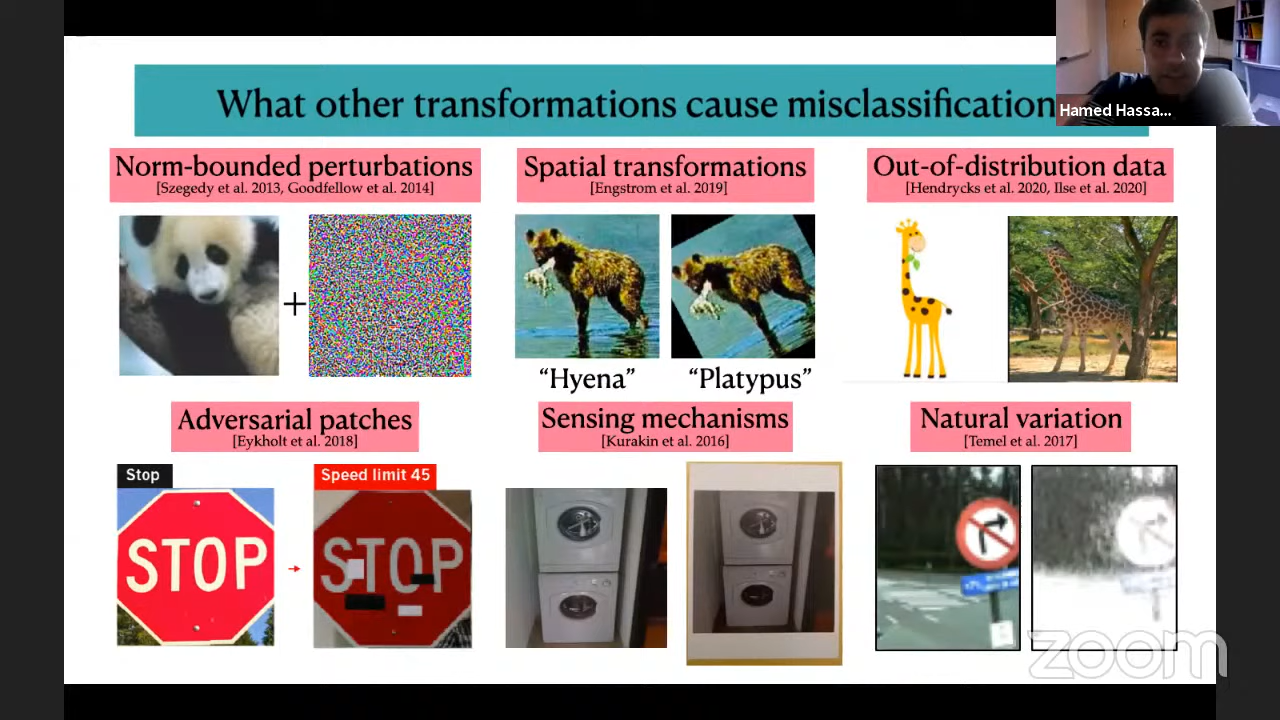 What other transformations cause misclassification
Hamed Hassa...
Norm-bounded perturbations
[Szegedy et al. 2013, Goodfellow et al. 2014]
Spatial transformations
[Engstrom et al. 2019]
Out-of-distribution data
[Hendrycks et al. 2020, Ilse et al. 2020]
+
"Hyena"
"Platypus"
Adversarial patches
[Eykholt et al. 2018]
Sensing mechanisms
[Kurakin et al. 2016]
Natural variation
[Temel et al. 2017]
Stop
Speed limit 45
STOP
STOP
zoom